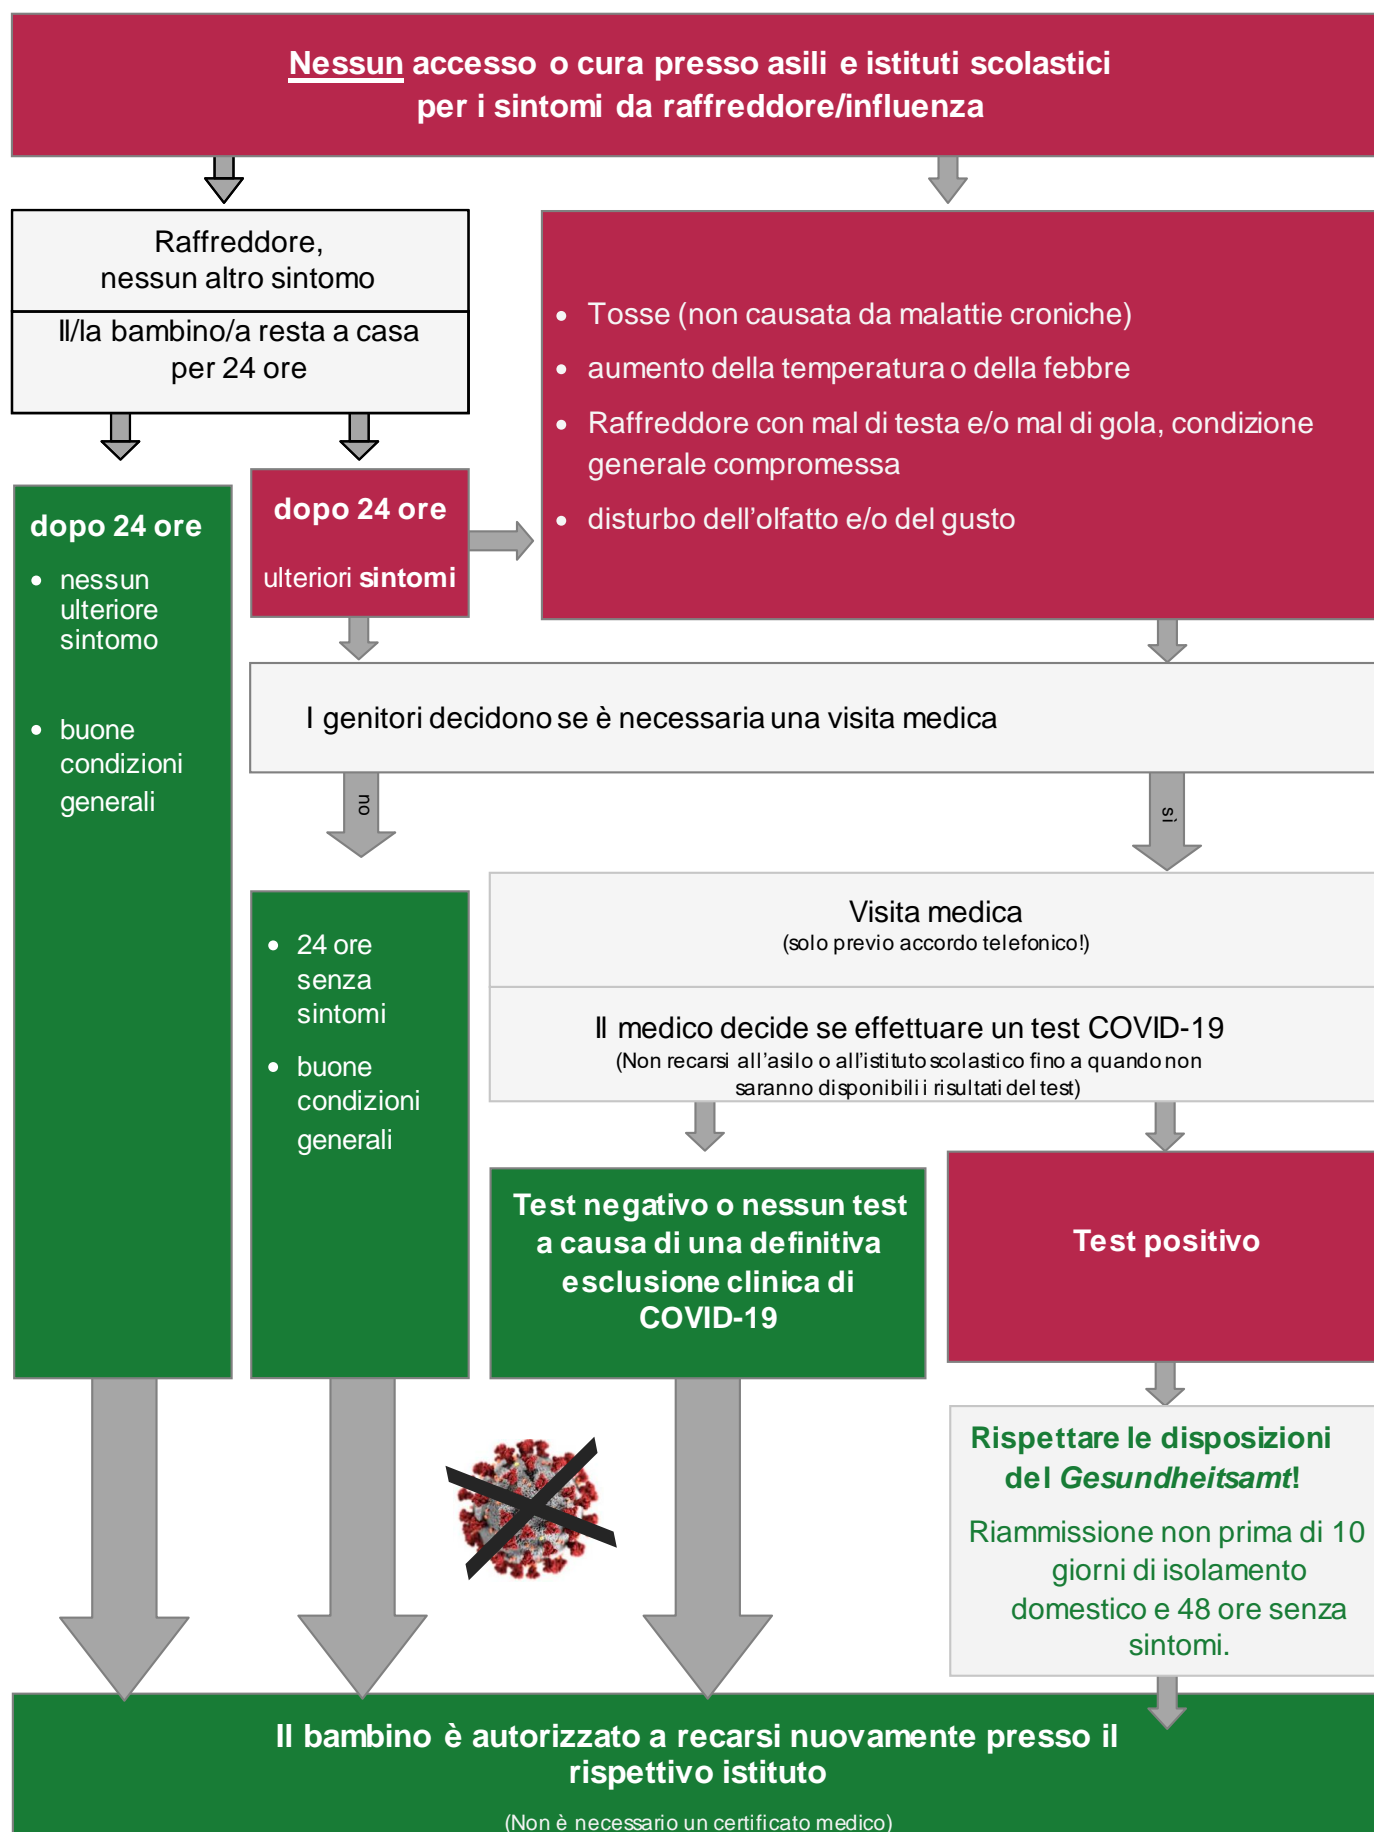 Nessun accesso o cura presso asili e istituti scolastici
per i sintomi da raffreddore/influenza
Raffreddore,
nessun altro sintomo
Il/la bambino/a resta a casa
per 24 ore
• Tosse (non causata da malattie croniche)
• aumento della temperatura o della febbre
• Raffreddore con mal di testa e/o mal di gola, condizione
generale compromessa
• disturbo dell'olfatto e/o del gusto
dopo 24 ore
• nessun
ulteriore
sintomo
• buone
condizioni
generali
dopo 24 ore
ulteriori sintomi
I genitori decidono se è necessaria una visita medica
no
sì
• 24 ore
senza
sintomi
• buone
condizioni
generali
Visita medica
(solo previo accordo telefonico!)
Il medico decide se effettuare un test COVID-19
(Non recarsi all'asilo o all'istituto scolastico fino a quando non
saranno disponibili i risultati del test)
Test negativo o nessun test
a causa di una definitiva
esclusione clinica di
COVID-19
Test positivo
Rispettare le disposizioni
del Gesundheitsamt!
Riammissione non prima di 10
giorni di isolamento
domestico e 48 ore senza
sintomi.
Il bambino è autorizzato a recarsi nuovamente presso il
rispettivo istituto
(Non è necessario un certificato medico)